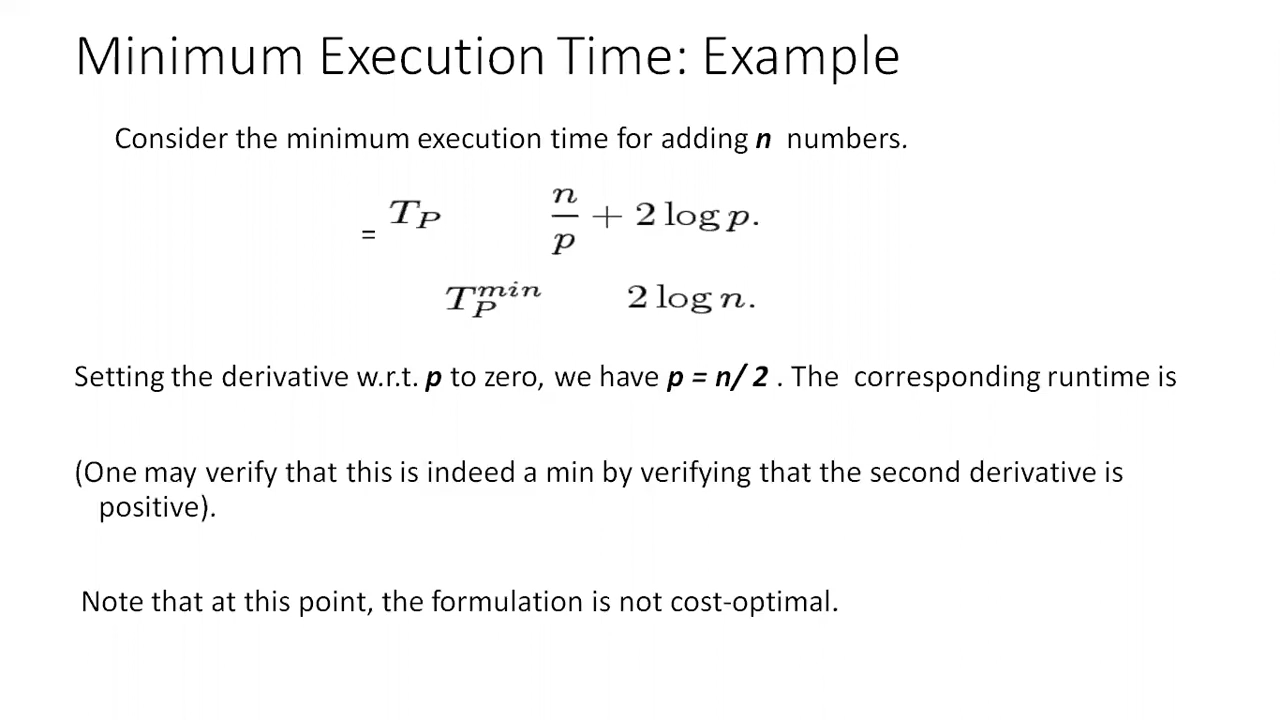 Minimum Execution Time: Example
Consider the minimum execution time for adding n numbers.
= T_P n/p + 2 log p.
T_P^min 2 log n.
Setting the derivative w.r.t. p to zero, we have p = n/ 2 . The corresponding runtime is
(One may verify that this is indeed a min by verifying that the second derivative is
positive).
Note that at this point, the formulation is not cost-optimal.